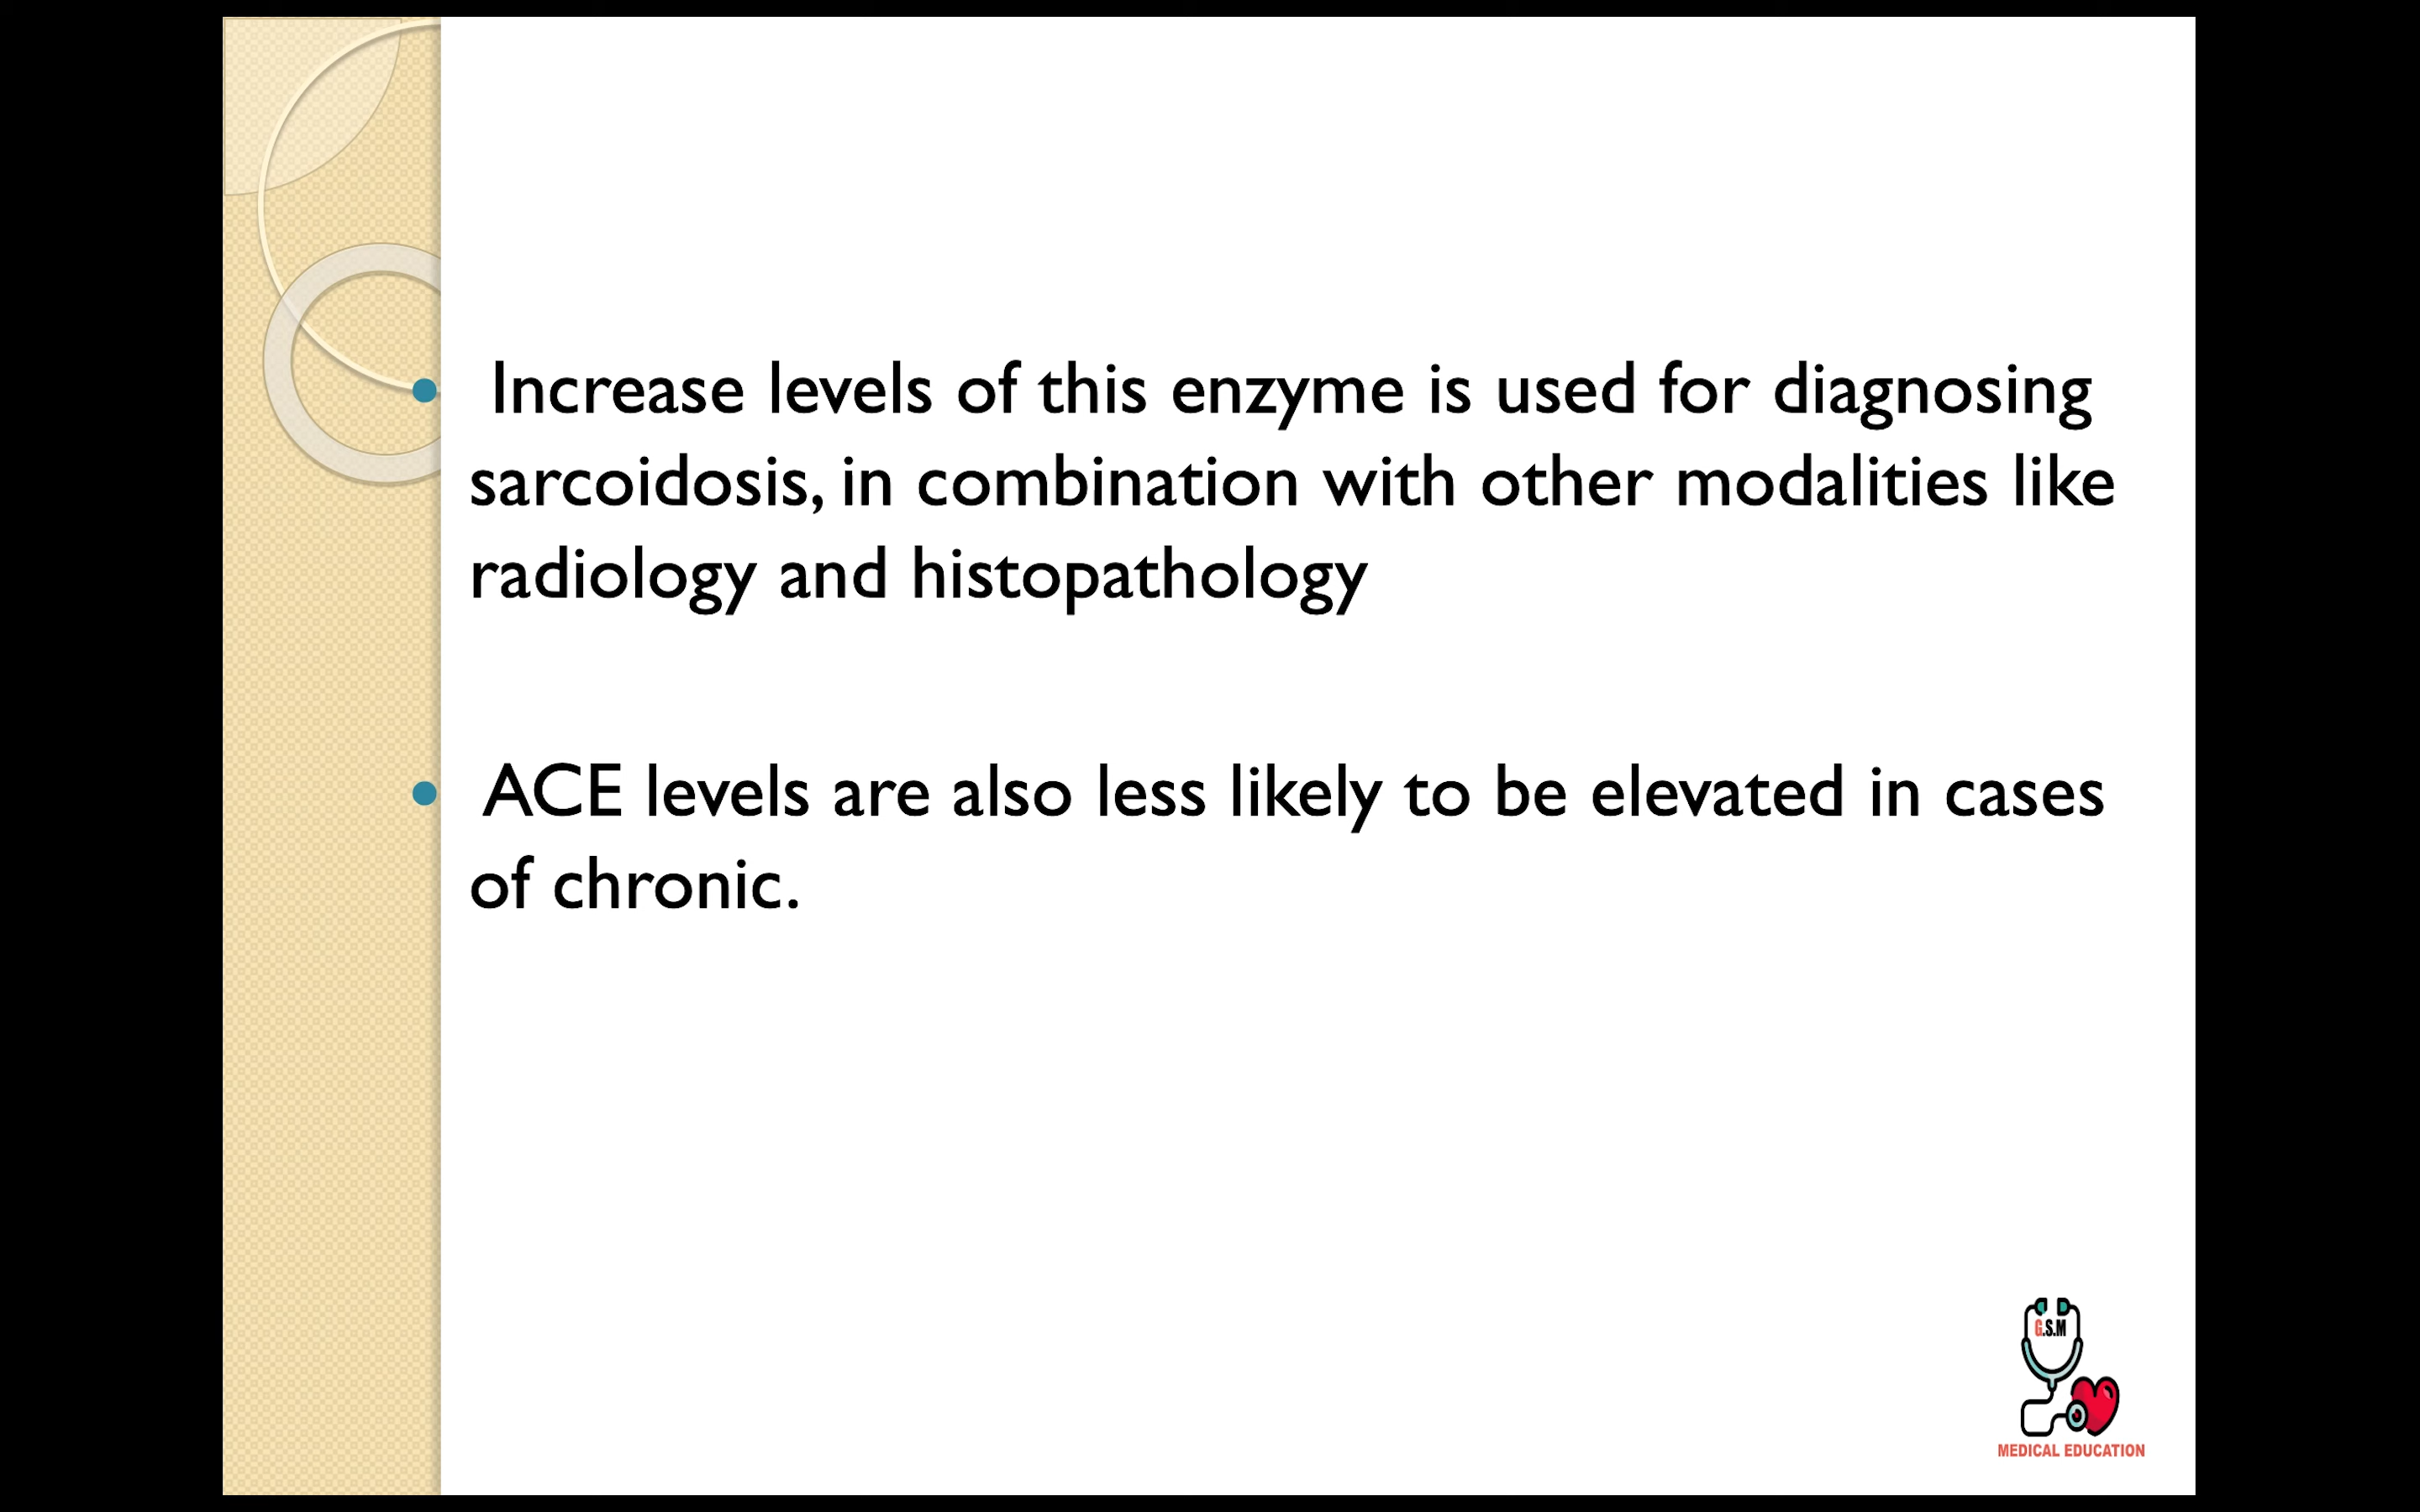 Increase levels of this enzyme is used for diagnosing
sarcoidosis, in combination with other modalities like
radiology and histopathology
ACE levels are also less likely to be elevated in cases
of chronic.
G.S.M
MEDICAL EDUCATION